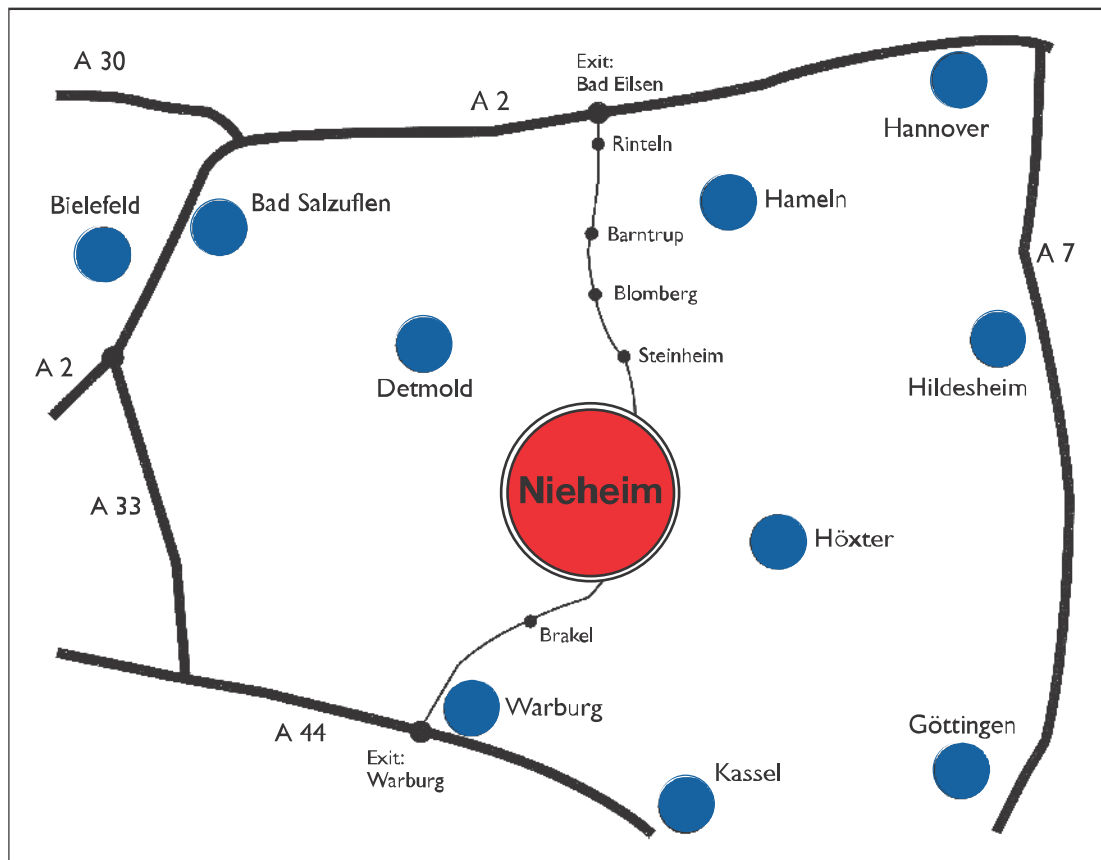 A 30
Exit:
Bad Eilsen
A 2
Hannover
Rinteln
Bielefeld
Bad Salzuflen
Hameln
Barntrup
A 7
Blomberg
Steinheim
A 2
Detmold
Hildesheim
Nieheim
A 33
Höxter
Brakel
Warburg
A 44
Göttingen
Exit:
Warburg
Kassel